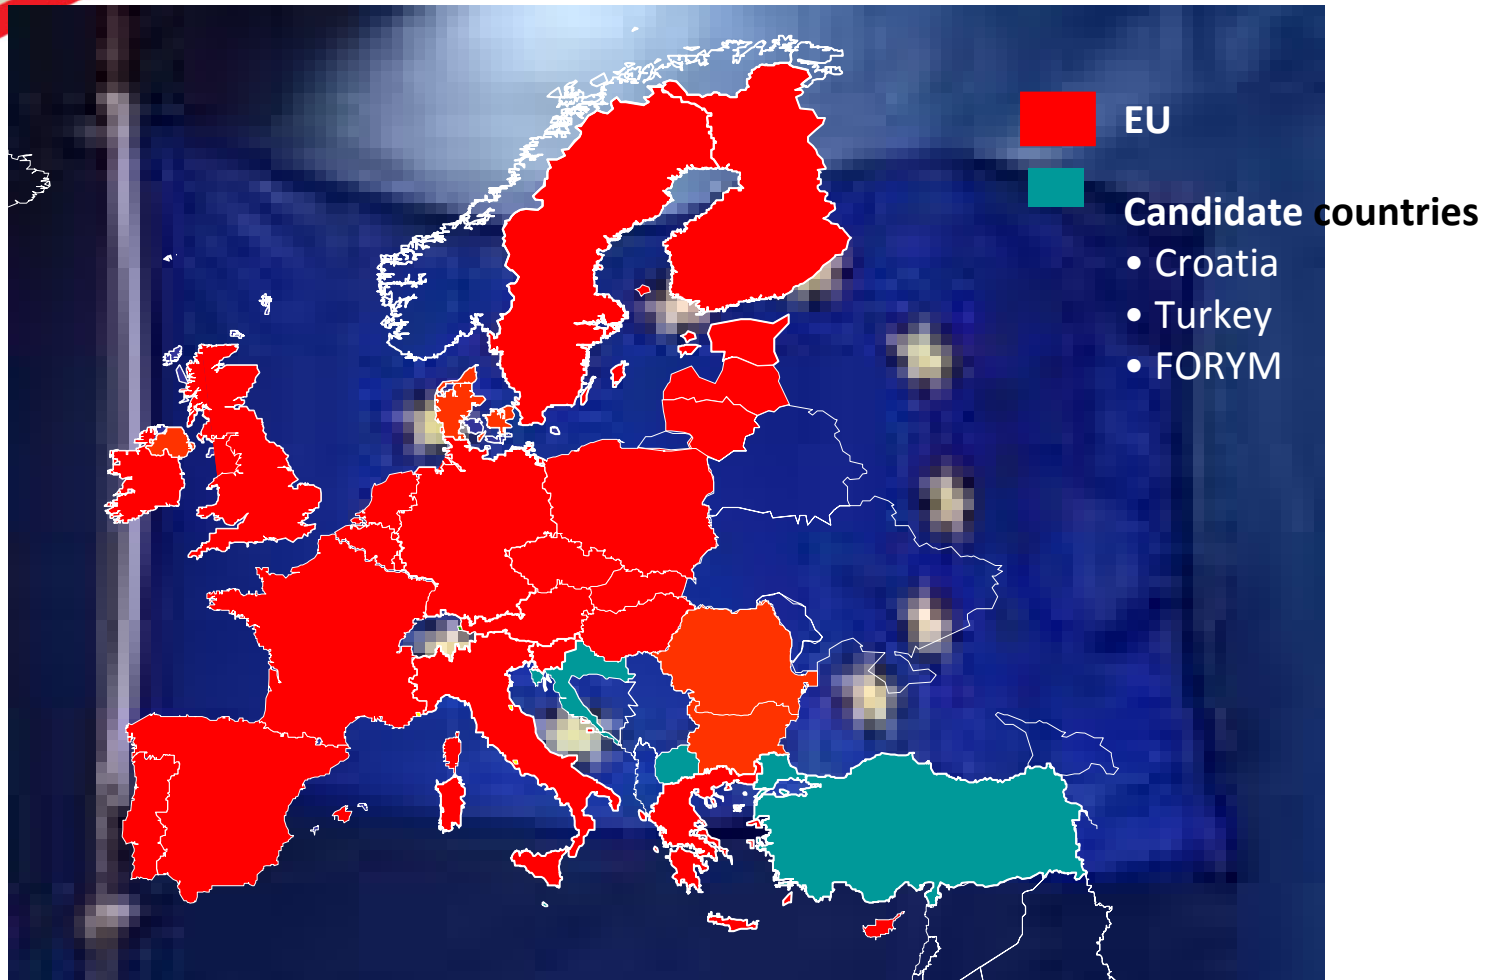 EU
Candidate countries
• Croatia
• Turkey
• FORYM